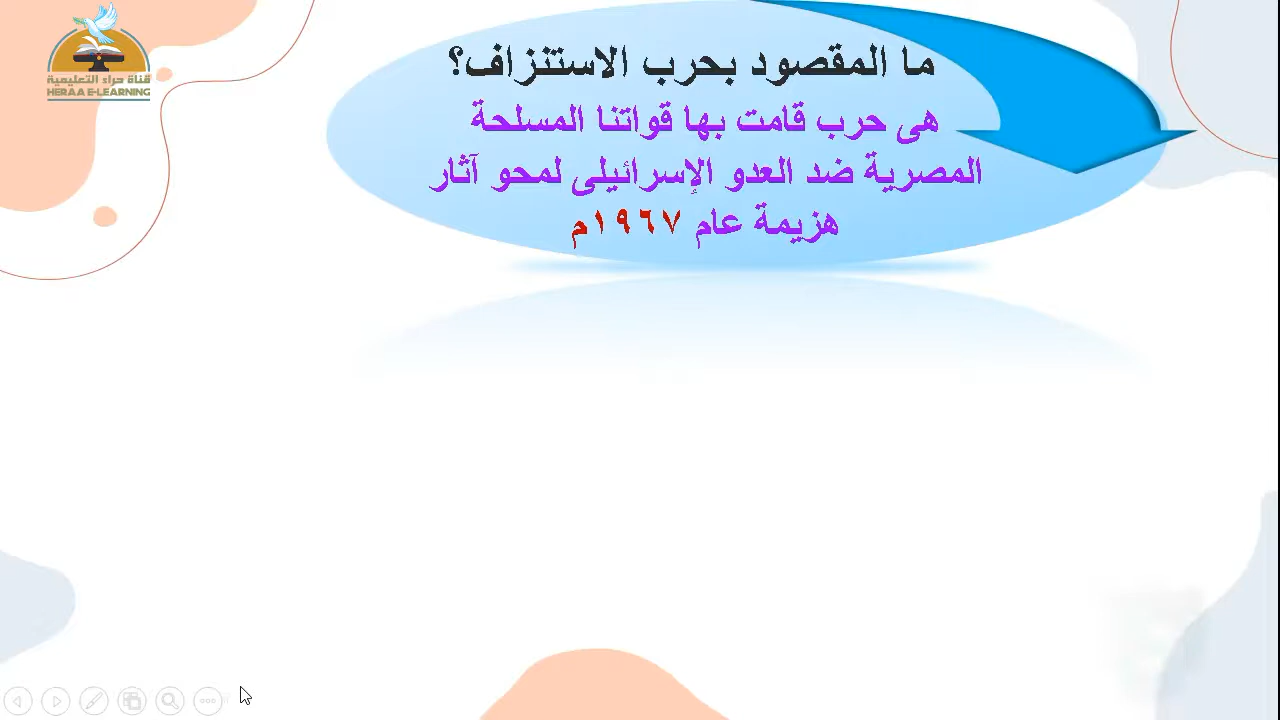 قناة حراء التعليمية
HERAA E-LEARNING
ما المقصود بحرب الاستنزاف؟
هى حرب قامت بها قواتنا المسلحة
المصرية ضد العدو الإسرائيلى لمحو آثار
هزيمة عام ١٩٦٧م